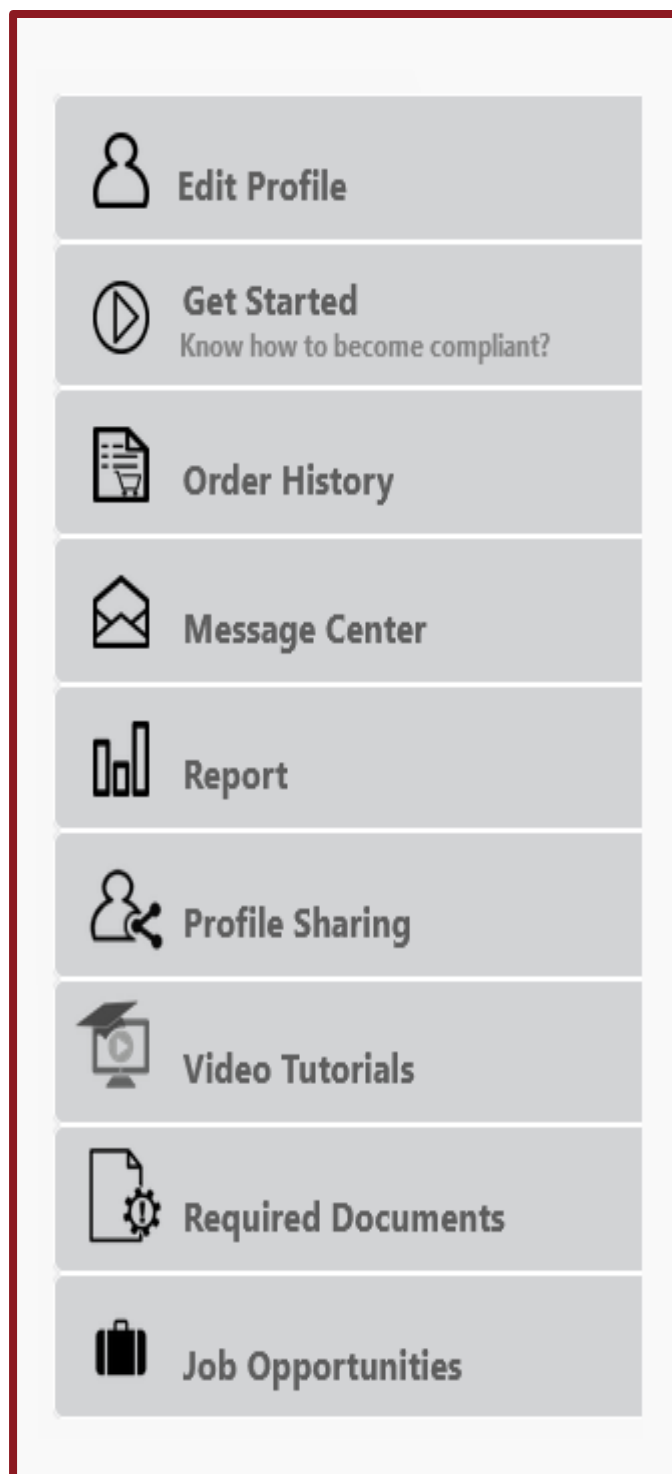 Edit Profile
Get Started
Know how to become compliant?
Order History
Message Center
Report
Profile Sharing
Video Tutorials
Required Documents
Job Opportunities